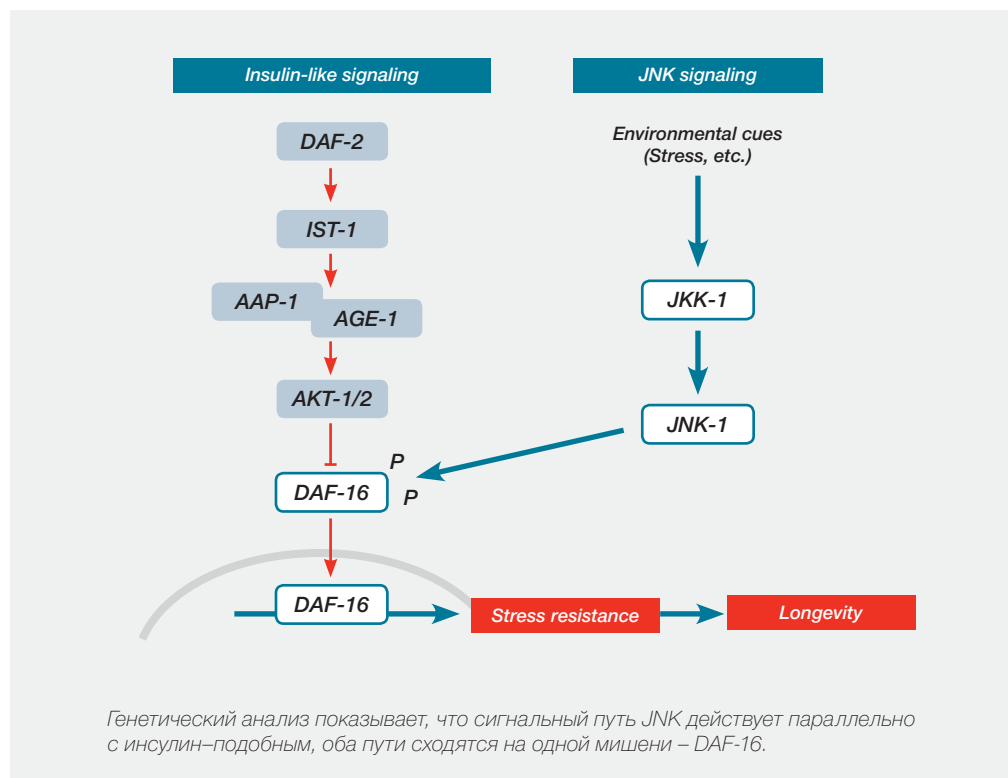 Insulin-like signaling
JNK signaling
DAF-2
Environmental cues
(Stress, etc.)
IST-1
AAP-1
AGE-1
JKK-1
AKT-1/2
JNK-1
P
DAF-16
P
DAF-16
Stress resistance
Longevity
Генетический анализ показывает, что сигнальный путь JNK действует параллельно
с инсулин–подобным, оба пути сходятся на одной мишени – DAF-16.